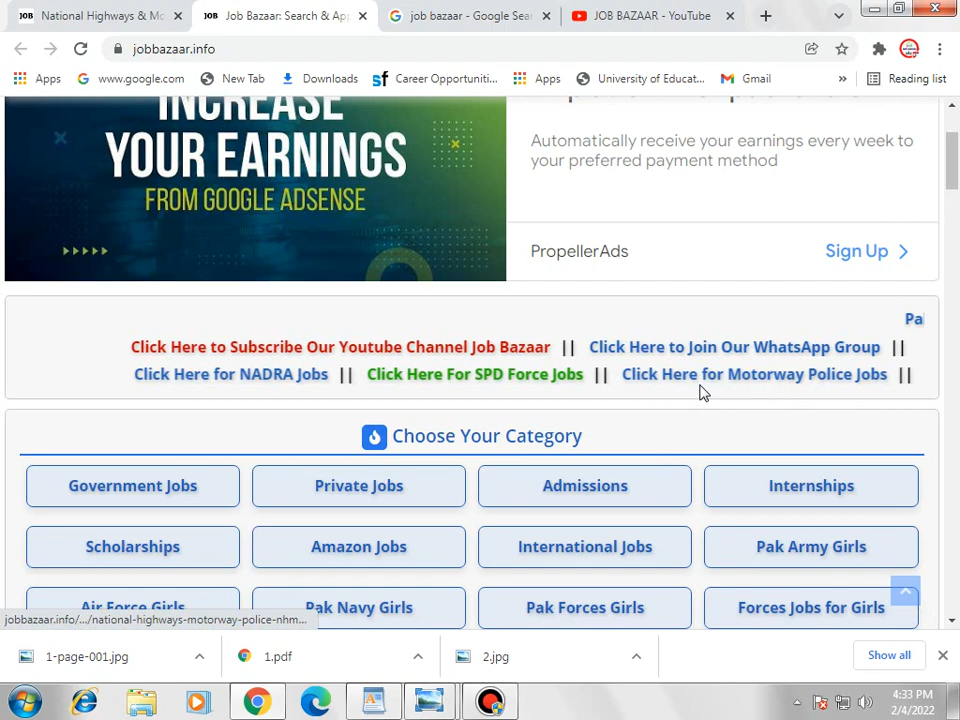 JOB National Highways & Mo
JOB Job Bazaar: Search & App
job bazaar - Google Sea
JOB BAZAAR - YouTube
jobbazaar.info
Apps
www.google.com
New Tab
Downloads
sf Career Opportuniti...
Apps
University of Educat...
Gmail
»
Reading list
INCREASE
YOUR EARNINGS
FROM GOOGLE ADSENSE
Automatically receive your earnings every week to
your preferred payment method
PropellerAds
Sign Up
Pa
Click Here to Subscribe Our Youtube Channel Job Bazaar || Click Here to Join Our WhatsApp Group ||
Click Here for NADRA Jobs || Click Here For SPD Force Jobs || Click Here for Motorway Police Jobs ||
Choose Your Category
Government Jobs
Private Jobs
Admissions
Internships
Scholarships
Amazon Jobs
International Jobs
Pak Army Girls
Air Force Girls
Pak Navy Girls
Pak Forces Girls
Forces Jobs for Girls
jobbazaar.info/.../national-highways-motorway-police-nhm...
1-page-001.jpg
1.pdf
2.jpg
Show all
4:33 PM
2/4/2022